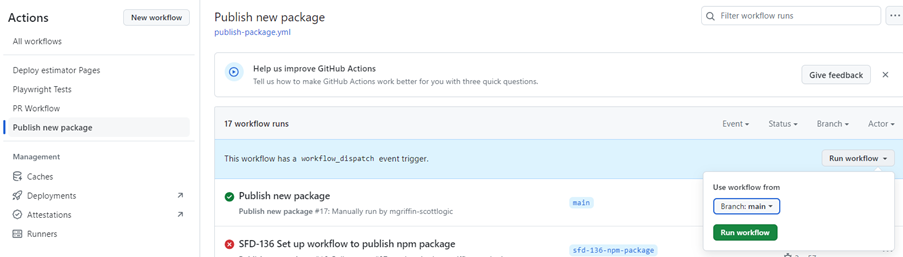 Actions
New workflow
All workflows
Deploy estimator Pages
Playwright Tests
PR Workflow
Publish new package
Management
Caches
Deployments
Attestations
Runners
Publish new package
publish-package.yml
Filter workflow runs
Help us improve GitHub Actions
Tell us how to make GitHub Actions work better for you with three quick questions.
Give feedback
17 workflow runs
Event
Status
Branch
Actor
This workflow has a workflow_dispatch event trigger.
Run workflow
Use workflow from
Branch: main
Run workflow
Publish new package
Publish new package #17: Manually run by mgriffin-scottlogic
main
SFD-136 Set up workflow to publish npm package
sfd-136-npm-package